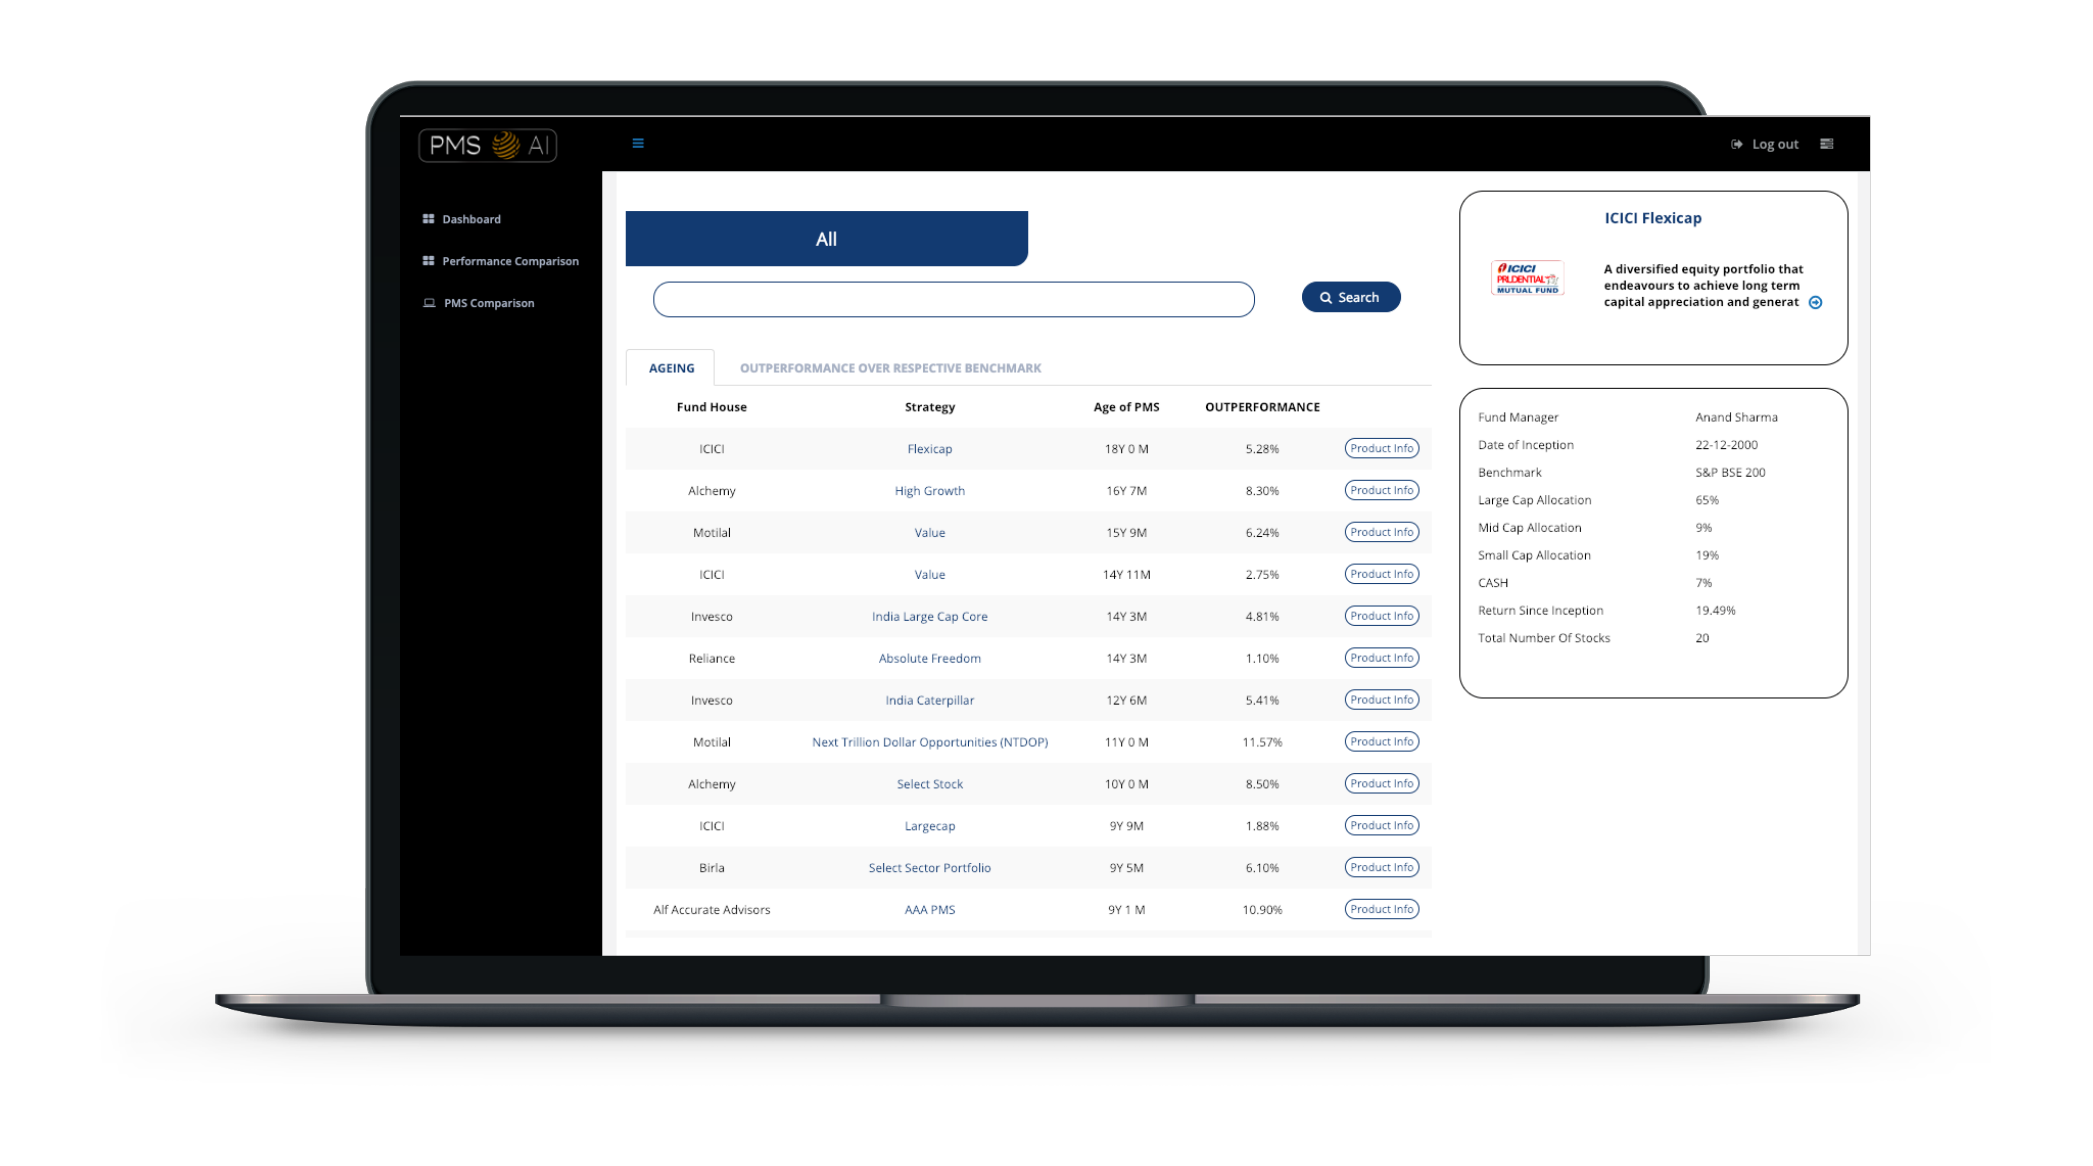 PMS AI
Log out
Dashboard
Performance Comparison
PMS Comparison
All
Search
AGEING OUTPERFORMANCE OVER RESPECTIVE BENCHMARK
Fund House Strategy Age of PMS OUTPERFORMANCE
ICICI Flexicap 18Y 0 M 5.28% Product Info
Alchemy High Growth 16Y 7M 8.30% Product Info
Motilal Value 15Y 9M 6.24% Product Info
ICICI Value 14Y 11M 2.75% Product Info
Invesco India Large Cap Core 14Y 3M 4.81% Product Info
Reliance Absolute Freedom 14Y 3M 1.10% Product Info
Invesco India Caterpillar 12Y 6M 5.41% Product Info
Motilal Next Trillion Dollar Opportunities (NTDOP) 11Y 0 M 11.57% Product Info
Alchemy Select Stock 10Y 0 M 8.50% Product Info
ICICI Largecap 9Y 9M 1.88% Product Info
Birla Select Sector Portfolio 9Y 5M 6.10% Product Info
Alf Accurate Advisors AAA PMS 9Y 1 M 10.90% Product Info
ICICI Flexicap
ICICI
PRUDENTIAL
MUTUAL FUND
A diversified equity portfolio that
endeavours to achieve long term
capital appreciation and generat
Fund Manager Anand Sharma
Date of Inception 22-12-2000
Benchmark S&P BSE 200
Large Cap Allocation 65%
Mid Cap Allocation 9%
Small Cap Allocation 19%
CASH 7%
Return Since Inception 19.49%
Total Number Of Stocks 20